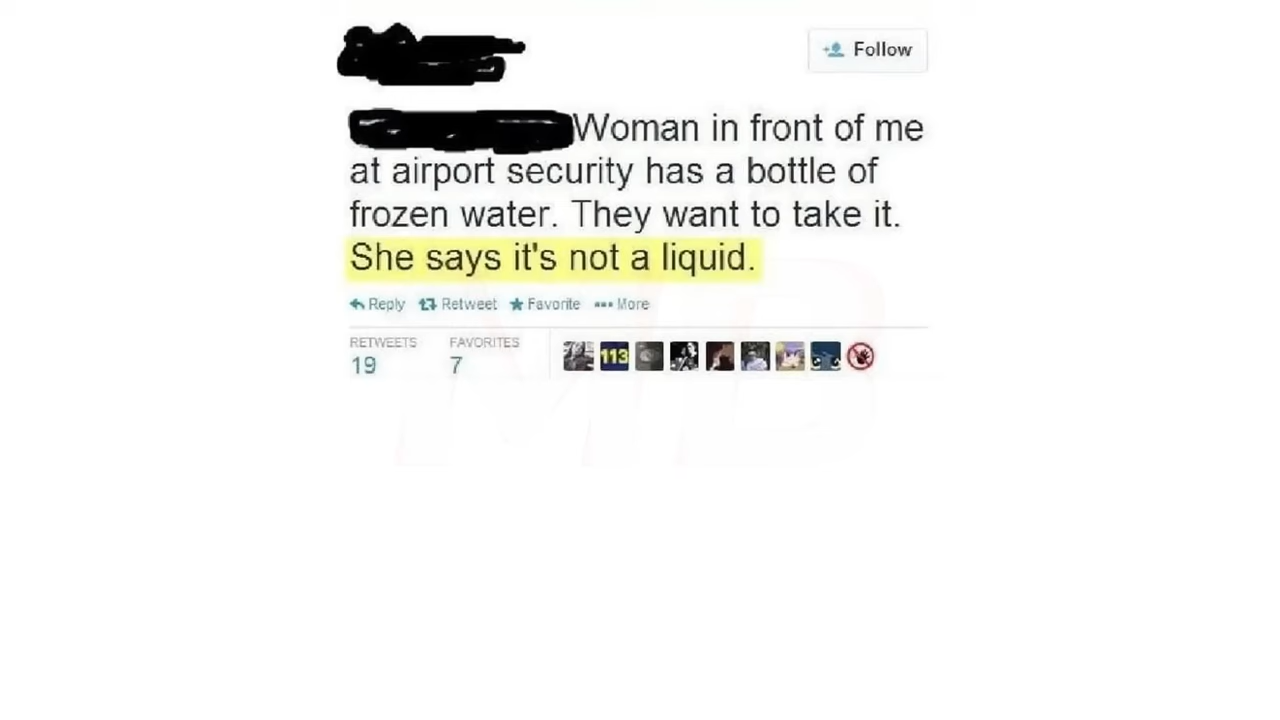 Follow
Woman in front of me
at airport security has a bottle of
frozen water. They want to take it.
She says it's not a liquid.
Reply Retweet Favorite More
RETWEETS FAVORITES
19 7
113
MB